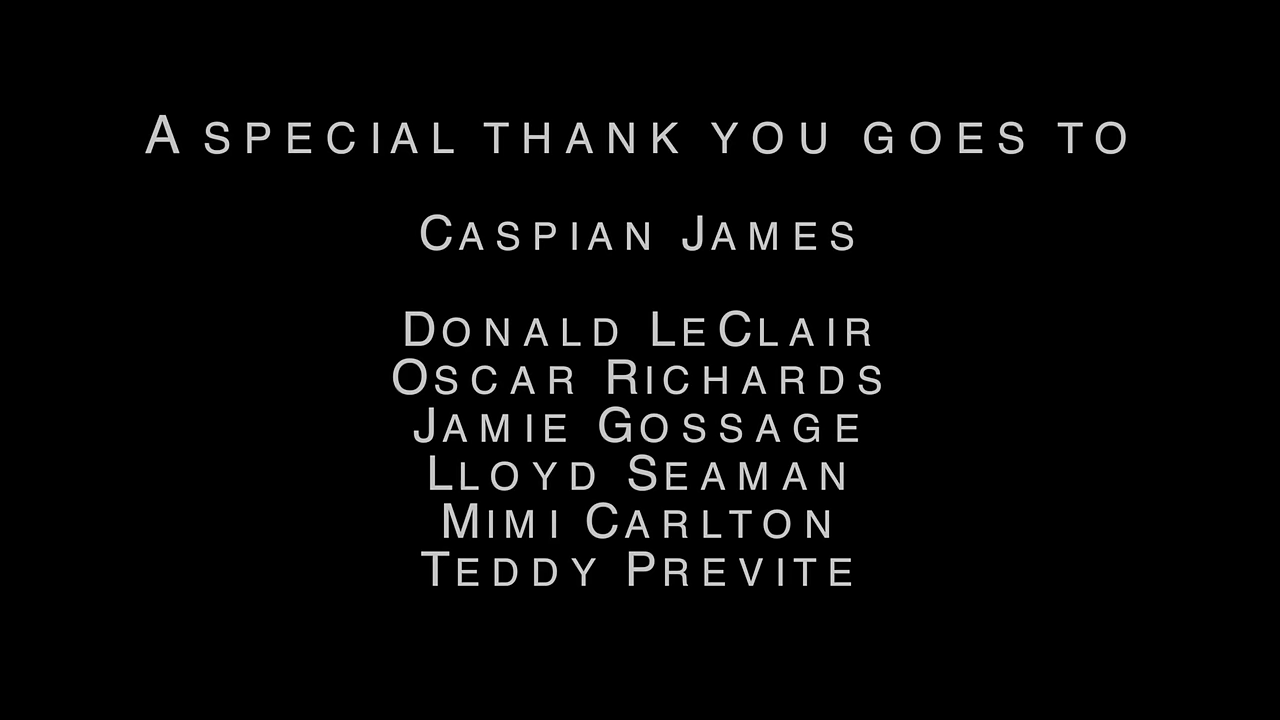 A SPECIAL THANK YOU GOES TO
CASPIAN JAMES
DONALD LECLAIR
OSCAR RICHARDS
JAMIE GOSSAGE
LLOYD SEAMAN
MIMI CARLTON
TEDDY PREVITE